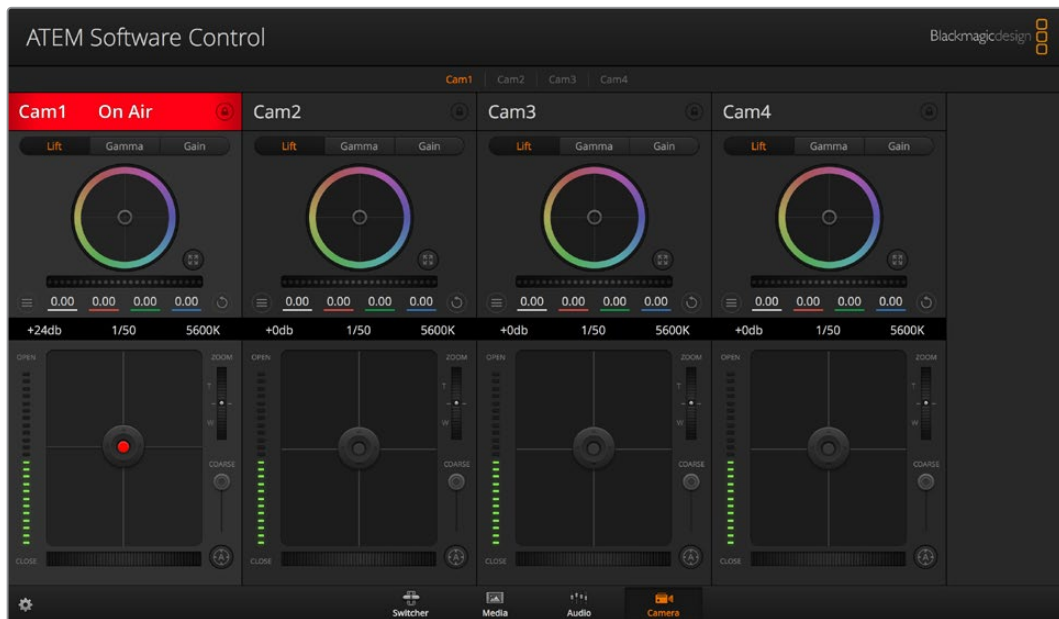 ATEM Software Control
Blackmagicdesign
Cam1 Cam2 Cam3 Cam4
Cam1 On Air
Cam2
Cam3
Cam4
Lift Gamma Gain
Lift Gamma Gain
Lift Gamma Gain
Lift Gamma Gain
0.00 0.00 0.00 0.00
0.00 0.00 0.00 0.00
0.00 0.00 0.00 0.00
0.00 0.00 0.00 0.00
+24db 1/50 5600K
+0db 1/50 5600K
+0db 1/50 5600K
+0db 1/50 5600K
OPEN ZOOM
OPEN ZOOM
OPEN ZOOM
OPEN ZOOM
T
T
T
T
W
W
W
W
COARSE
COARSE
COARSE
COARSE
CLOSE A
CLOSE A
CLOSE A
CLOSE A
Switcher Media Audio Camera